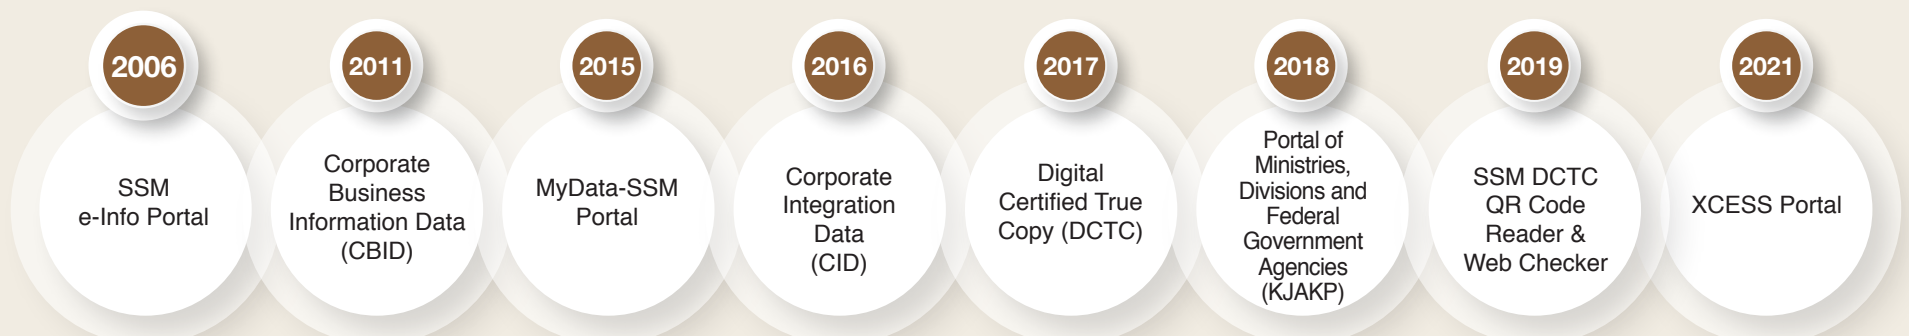 2006
SSM
e-Info Portal
2011
Corporate
Business
Information Data
(CBID)
2015
MyData-SSM
Portal
2016
Corporate
Integration
Data
(CID)
2017
Digital
Certified True
Copy (DCTC)
2018
Portal of
Ministries,
Divisions and
Federal
Government
Agencies
(KJAKP)
2019
SSM DCTC
QR Code
Reader &
Web Checker
2021
XCESS Portal